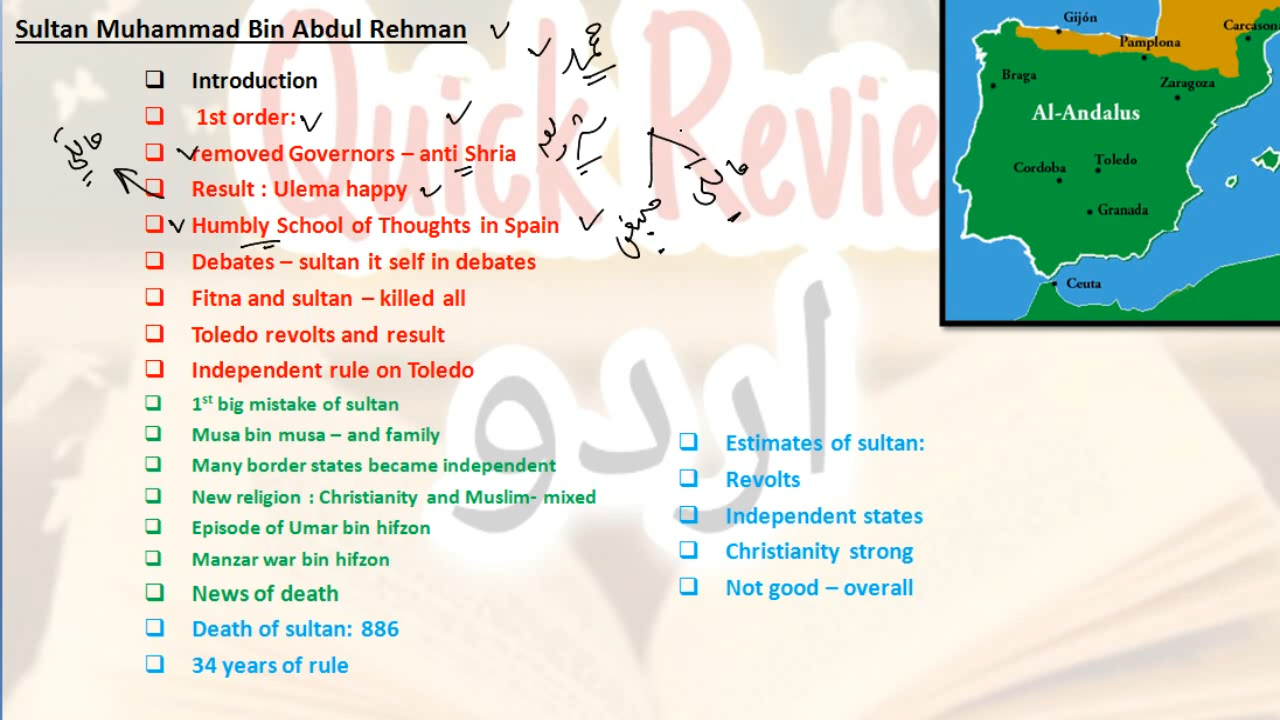 Sultan Muhammad Bin Abdul Rehman
Introduction
1st order:
removed Governors – anti Shria
Result : Ulema happy
Humbly School of Thoughts in Spain
Debates – sultan it self in debates
Fitna and sultan – killed all
Toledo revolts and result
Independent rule on Toledo
1st big mistake of sultan
Musa bin musa – and family
Many border states became independent
New religion : Christianity and Muslim- mixed
Episode of Umar bin hifzon
Manzar war bin hifzon
News of death
Death of sultan: 886
34 years of rule
Estimates of sultan:
Revolts
Independent states
Christianity strong
Not good – overall
Quick Review
اردو
Gijón
Carcasona
Pamplona
Braga
Zaragoza
Al-Andalus
Cordoba
Toledo
Granada
Ceuta